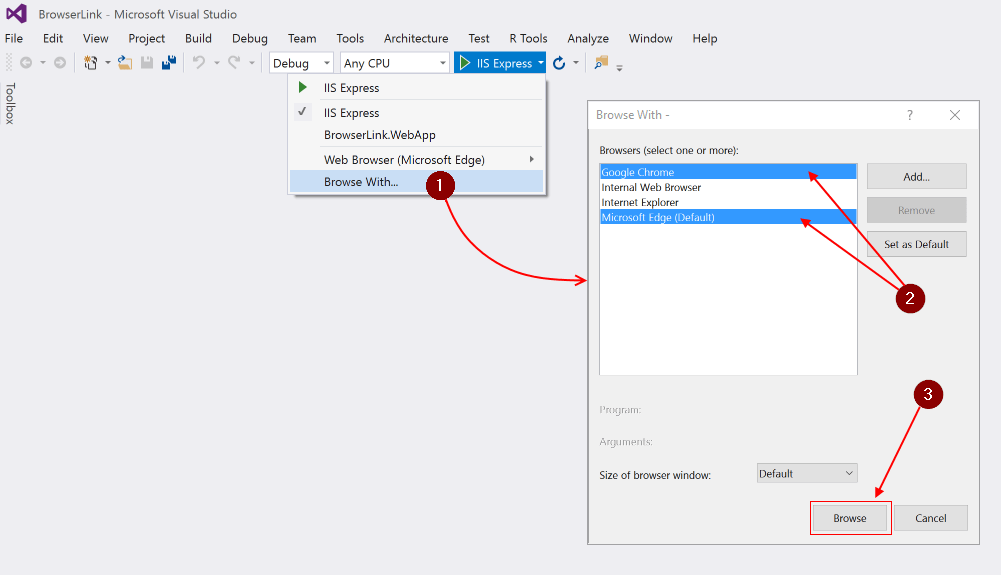 BrowserLink - Microsoft Visual Studio
File Edit View Project Build Debug Team Tools Architecture Test R Tools Analyze Window Help
Debug Any CPU IIS Express
Toolbox
IIS Express
IIS Express
BrowserLink.WebApp
Web Browser (Microsoft Edge)
Browse With...
1
Browse With -
?
Browsers (select one or more):
Google Chrome
Internal Web Browser
Internet Explorer
Microsoft Edge (Default)
Add...
Remove
Set as Default
2
3
Program:
Arguments:
Size of browser window: Default
Browse Cancel